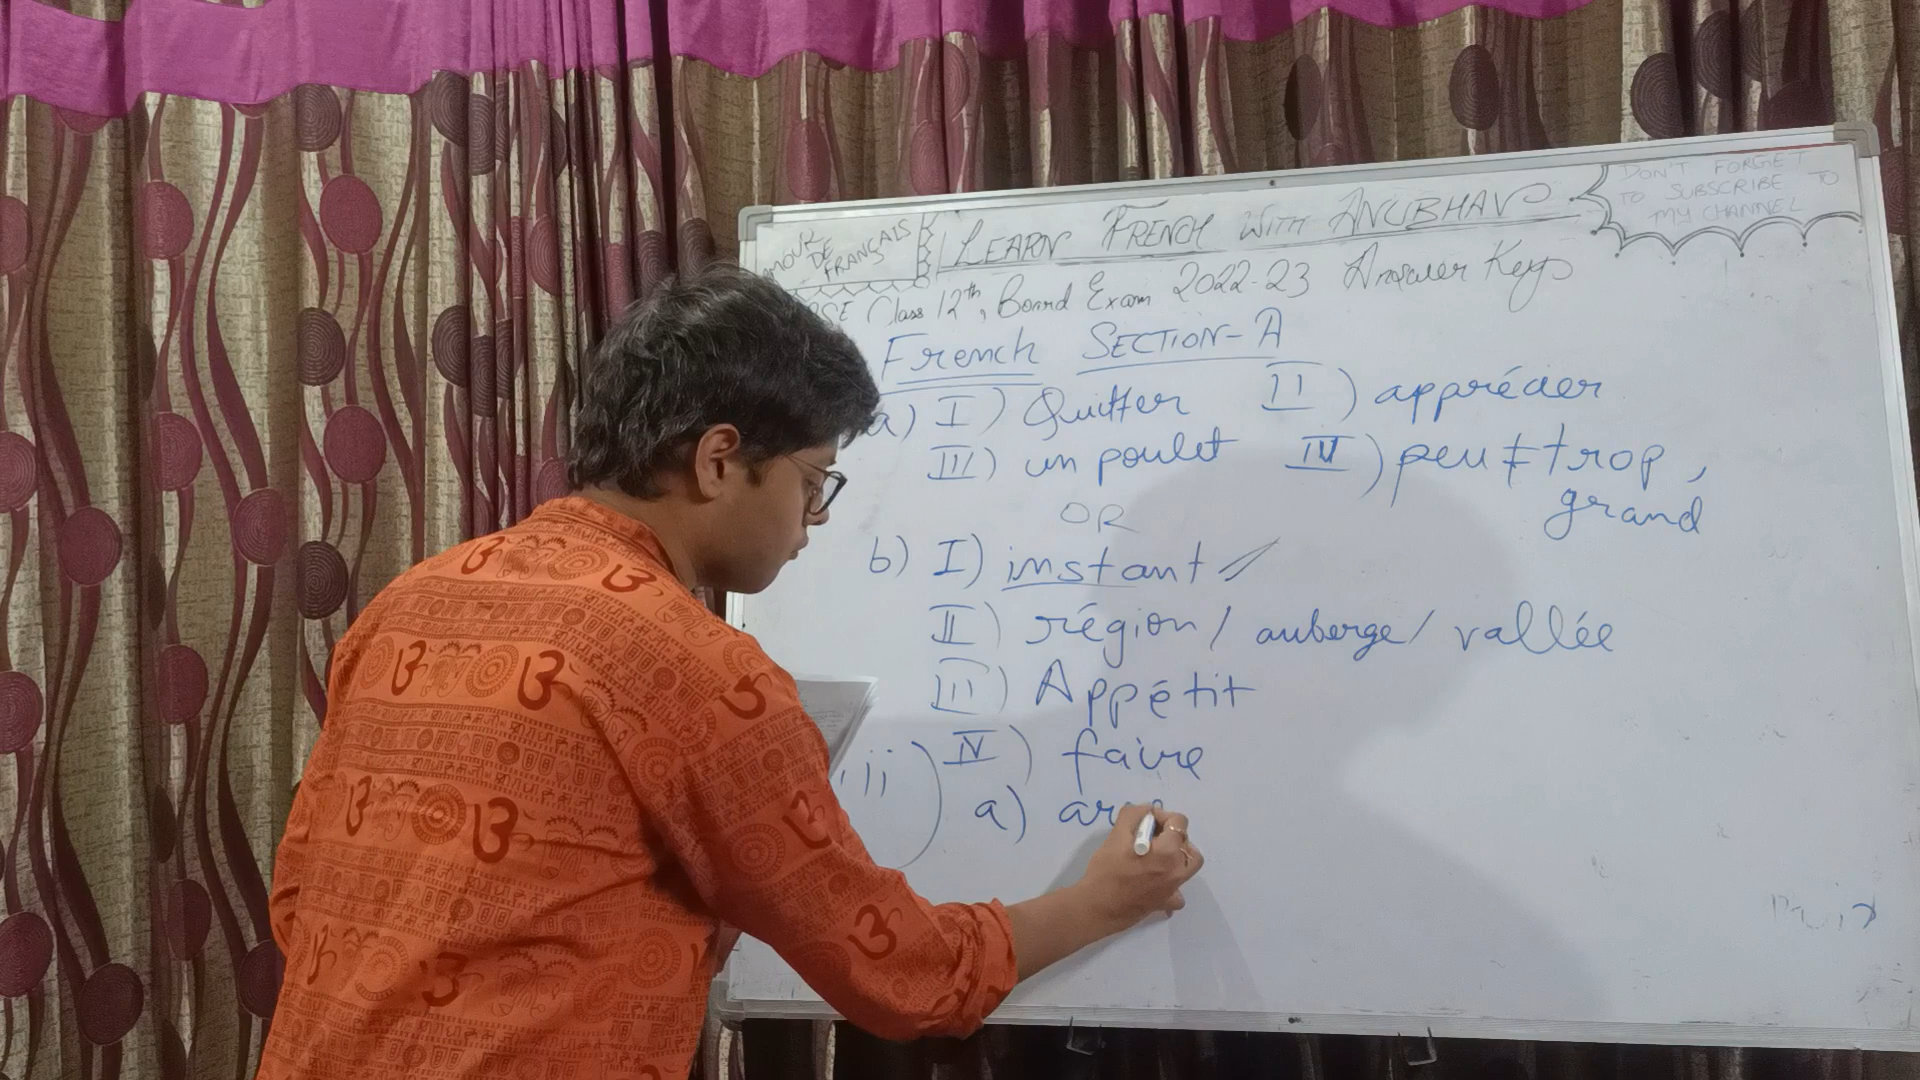 AMOUR
DE
FRANÇAIS
LEARN FRENCH WITH ANUBHAV
DON'T FORGET
TO SUBSCRIBE TO
MY CHANNEL
Class 12th, Board Exam 2022-23 Answer Key
French SECTION-A
a) I) Quitter II) apprécier
III) un poulet IV) peu ≠ trop,
grand
OR
b) I) instant /
II) région / auberge / vallée
III) Appétit
IV) faire
ii) a)